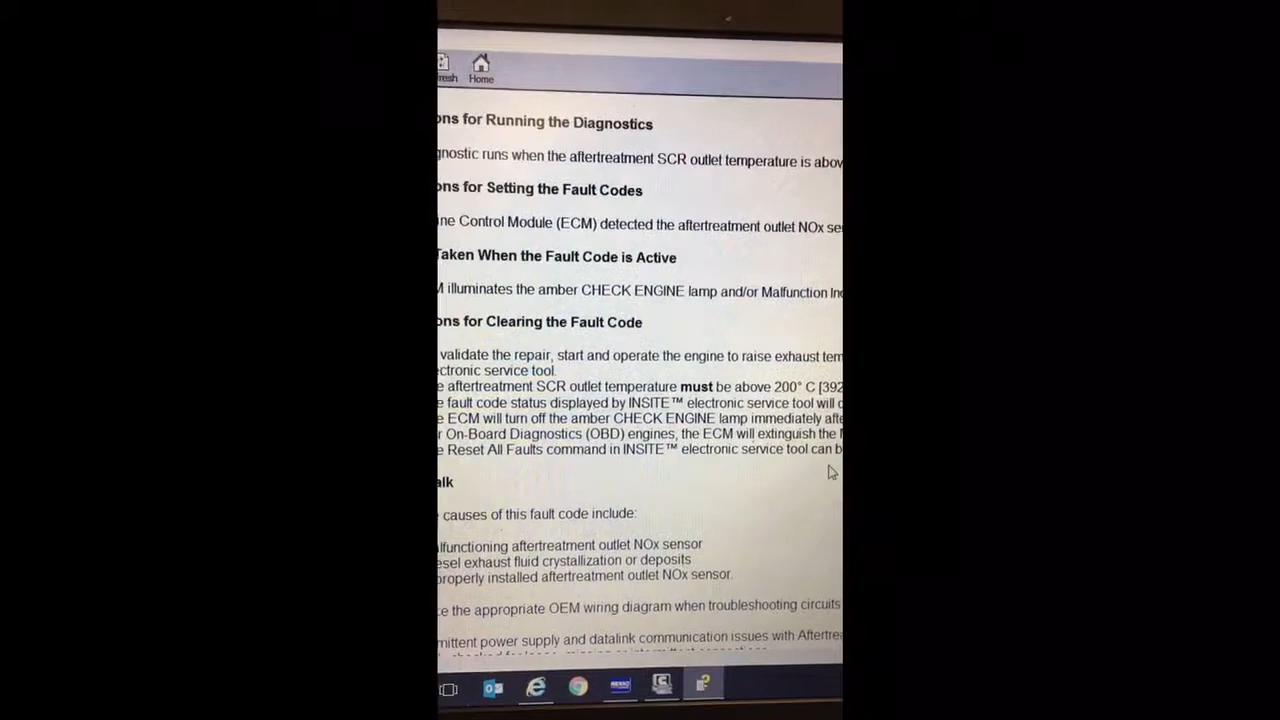 resh Home
ons for Running the Diagnostics
gnostic runs when the aftertreatment SCR outlet temperature is abov
ons for Setting the Fault Codes
ine Control Module (ECM) detected the aftertreatment outlet NOx se
Taken When the Fault Code is Active
M illuminates the amber CHECK ENGINE lamp and/or Malfunction In
ons for Clearing the Fault Code
validate the repair, start and operate the engine to raise exhaust tem
ctronic service tool.
e aftertreatment SCR outlet temperature must be above 200° C [392
e fault code status displayed by INSITE™ electronic service tool will
e ECM will turn off the amber CHECK ENGINE lamp immediately afte
r On-Board Diagnostics (OBD) engines, the ECM will extinguish the
e Reset All Faults command in INSITE™ electronic service tool can b
alk
causes of this fault code include:
lfunctioning aftertreatment outlet NOx sensor
esel exhaust fluid crystallization or deposits
properly installed aftertreatment outlet NOx sensor.
ce the appropriate OEM wiring diagram when troubleshooting circuits
mittent power supply and datalink communication issues with Aftertrea